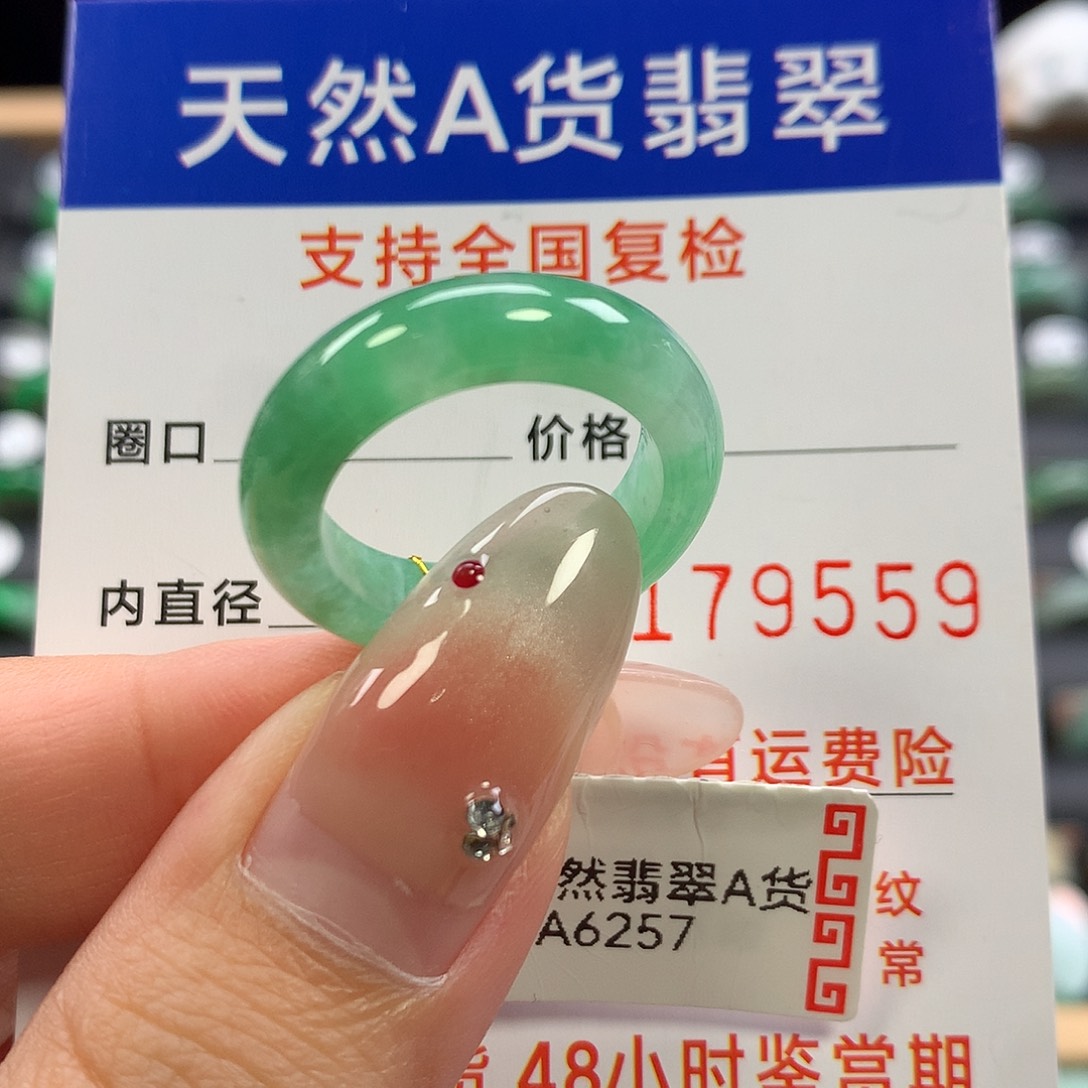 天然A货翡翠
支持全国复检
圈口 价格
内直径
179559
有运费险
然翡翠A货
A6257
纹
常
48小时鉴赏期